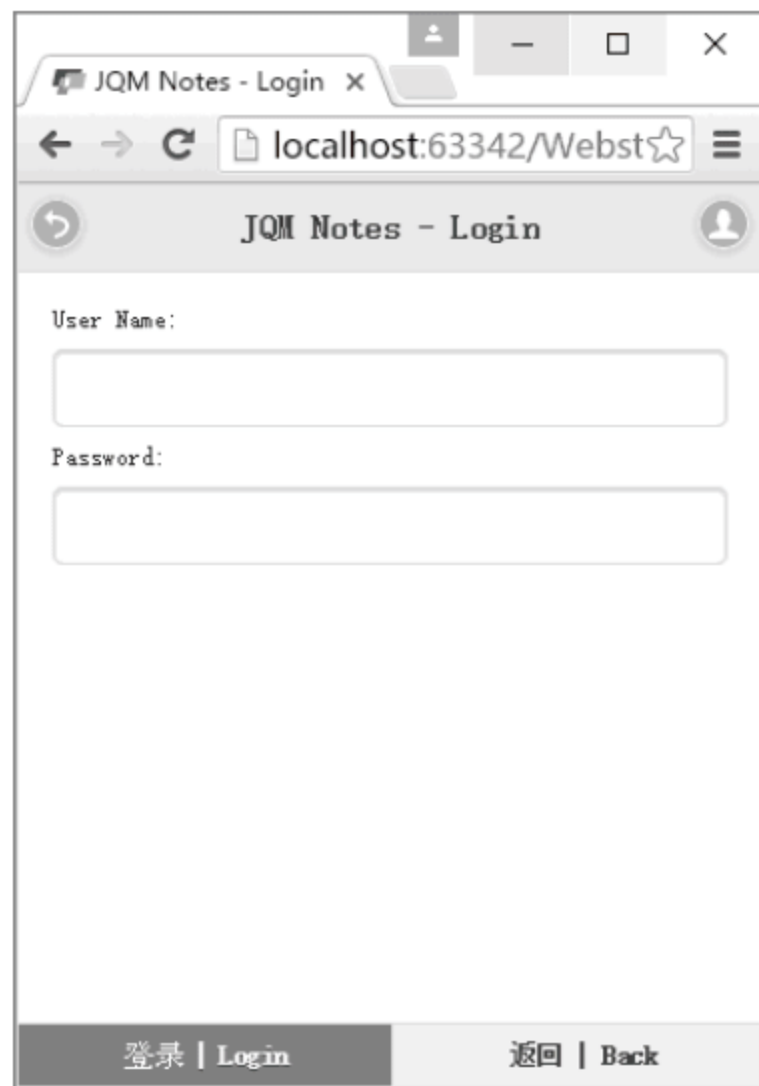 JQM Notes - Login
localhost:63342/Webst
JQM Notes - Login
User Name:
Password:
登录 | Login
返回 | Back